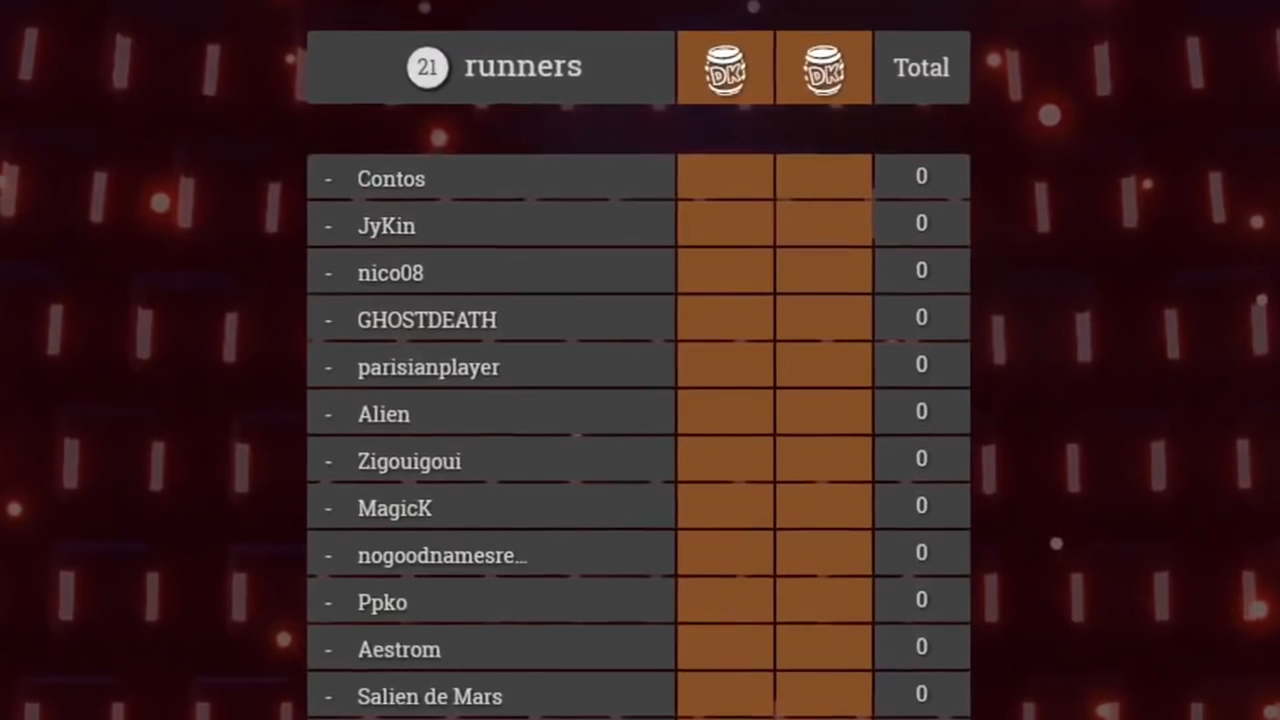 21 runners DK DK Total
- Contos 0
- JyKin 0
- nico08 0
- GHOSTDEATH 0
- parisianplayer 0
- Alien 0
- Zigouigoui 0
- MagicK 0
- nogoodnamesre... 0
- Ppko 0
- Aestrom 0
- Salien de Mars 0